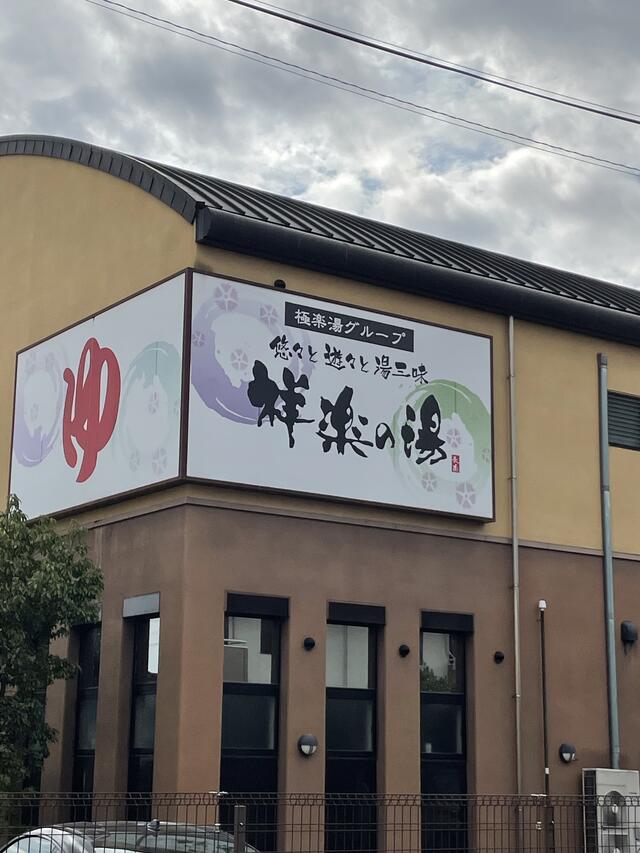 ゆ
極楽湯グループ
悠々と遊々と湯三味
祥楽の湯